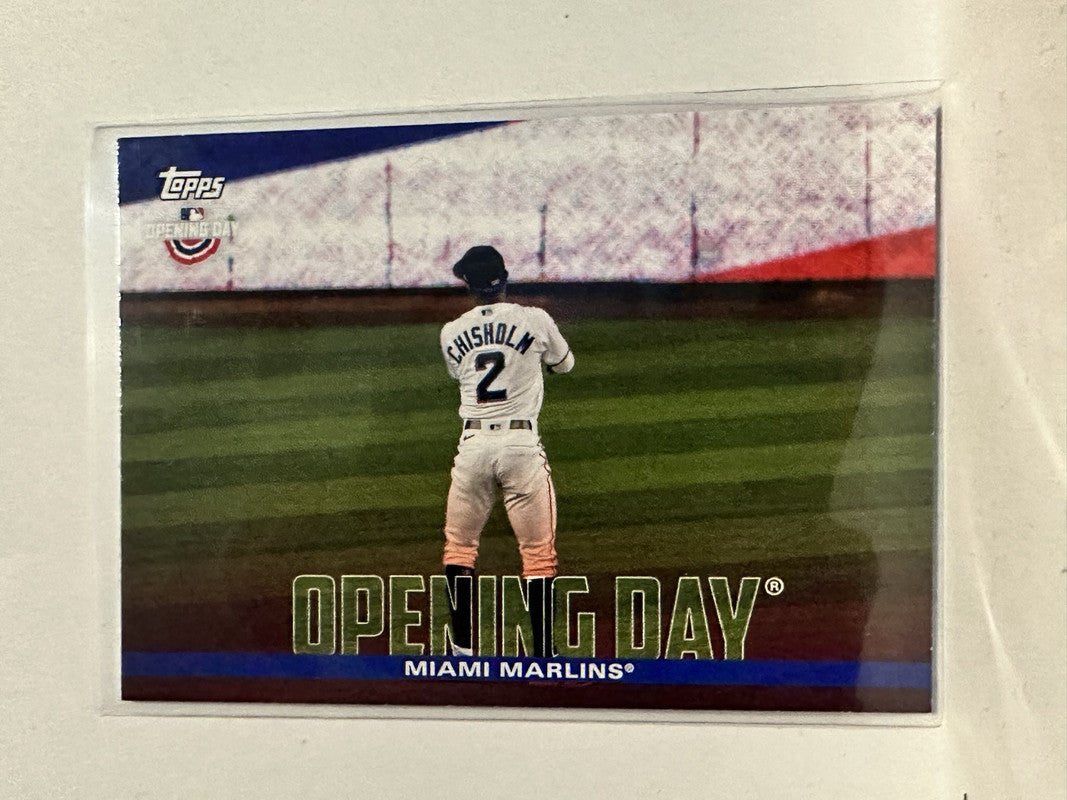 TOPPS
OPENING DAY
CHISHOLM
2
OPENING DAY®
MIAMI MARLINS®